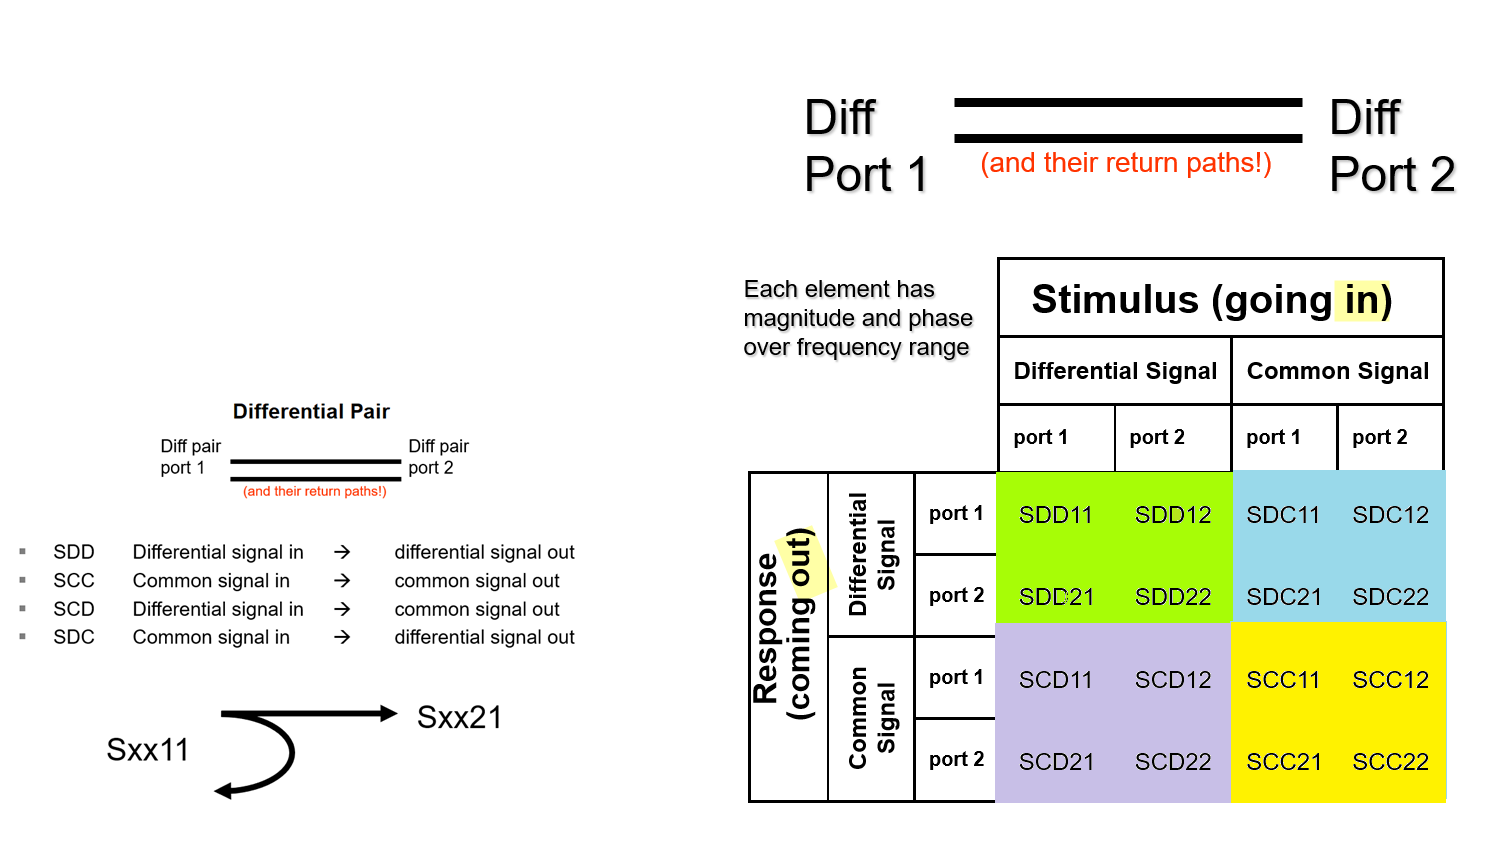 Diff
Port 1
(and their return paths!)
Diff
Port 2
Each element has
magnitude and phase
over frequency range
Stimulus (going in)
Differential Signal Common Signal
port 1 port 2 port 1 port 2
Response
(coming out)
Differential
Signal
port 1 SDD11 SDD12 SDC11 SDC12
port 2 SDD21 SDD22 SDC21 SDC22
Common
Signal
port 1 SCD11 SCD12 SCC11 SCC12
port 2 SCD21 SCD22 SCC21 SCC22
Differential Pair
Diff pair
port 1
(and their return paths!)
Diff pair
port 2
▪ SDD Differential signal in → differential signal out
▪ SCC Common signal in → common signal out
▪ SCD Differential signal in → common signal out
▪ SDC Common signal in → differential signal out
Sxx21
Sxx11